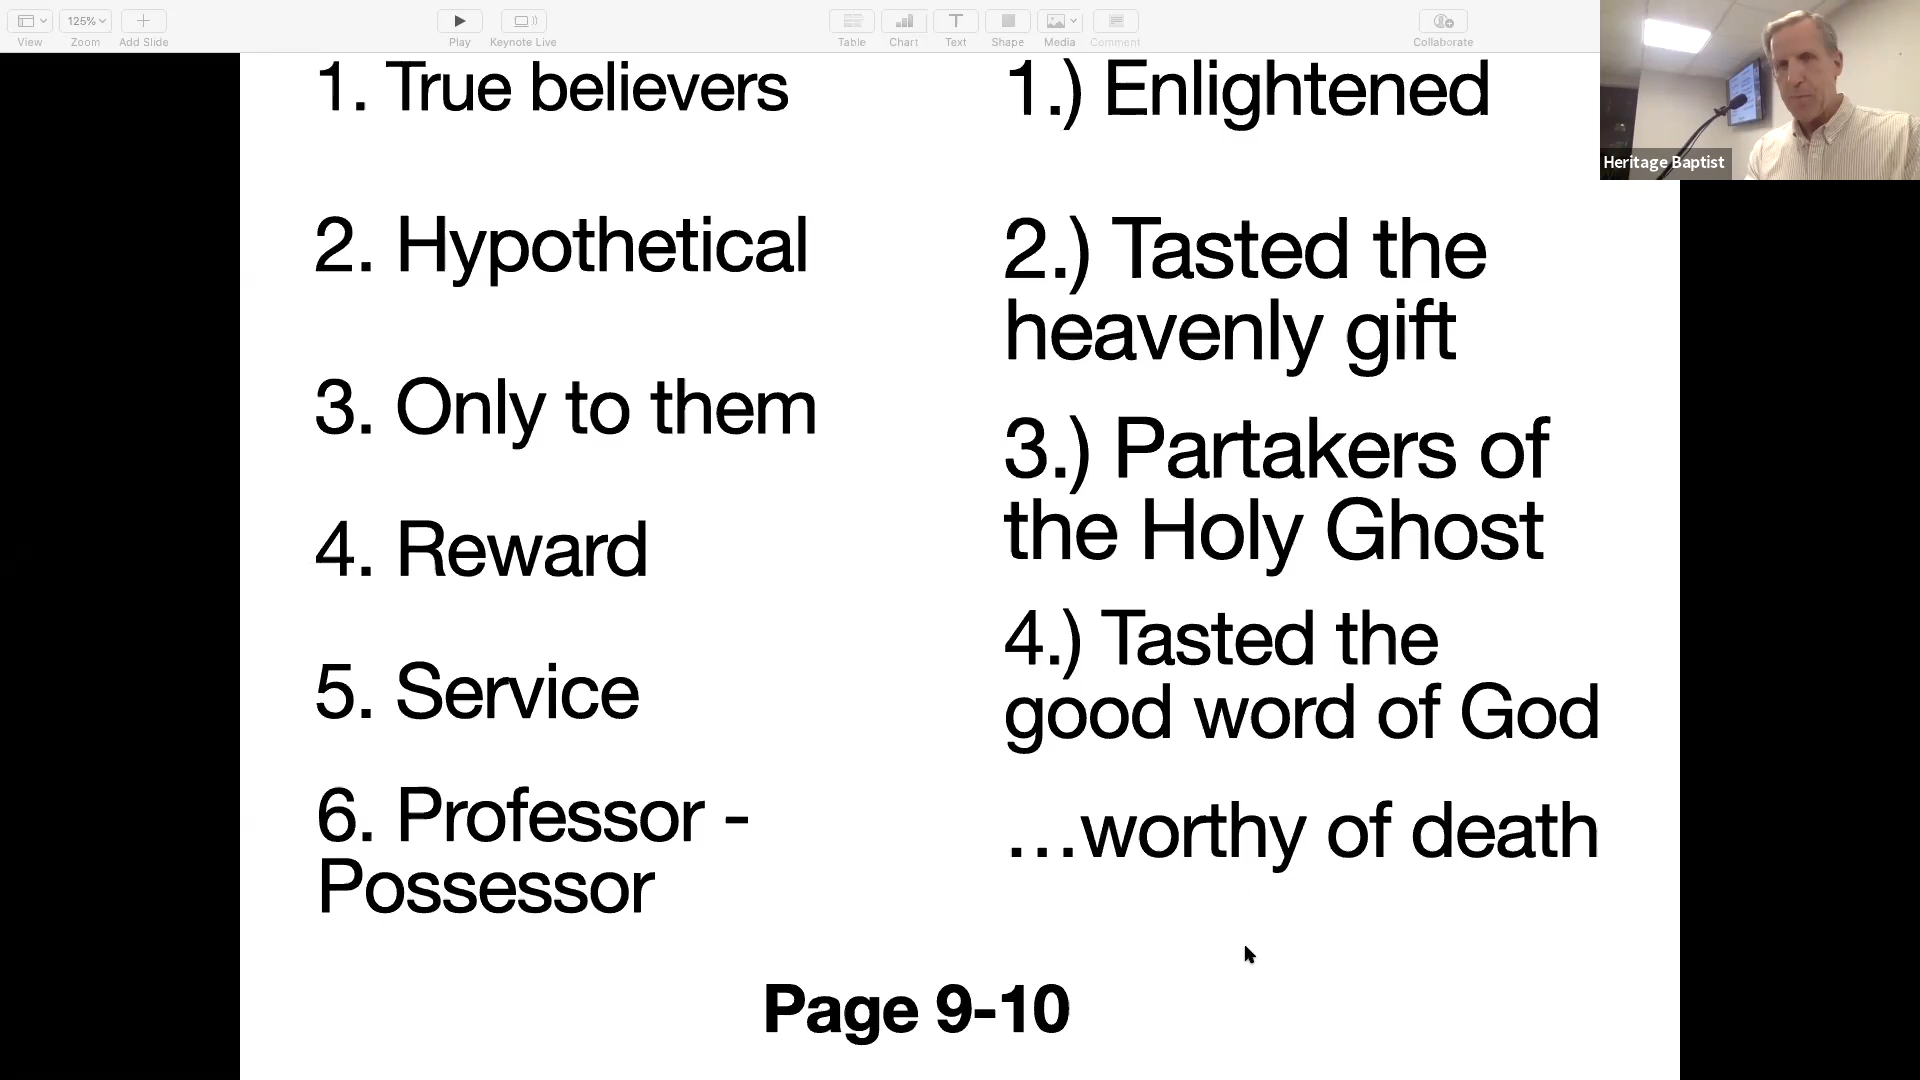 125%
View
Zoom
Add Slide
Play
Keynote Live
Table
Chart
Text
Shape
Media
Comment
Collaborate
Heritage Baptist
1. True believers
2. Hypothetical
3. Only to them
4. Reward
5. Service
6. Professor -
Possessor
1.) Enlightened
2.) Tasted the
heavenly gift
3.) Partakers of
the Holy Ghost
4.) Tasted the
good word of God
...worthy of death
Page 9-10